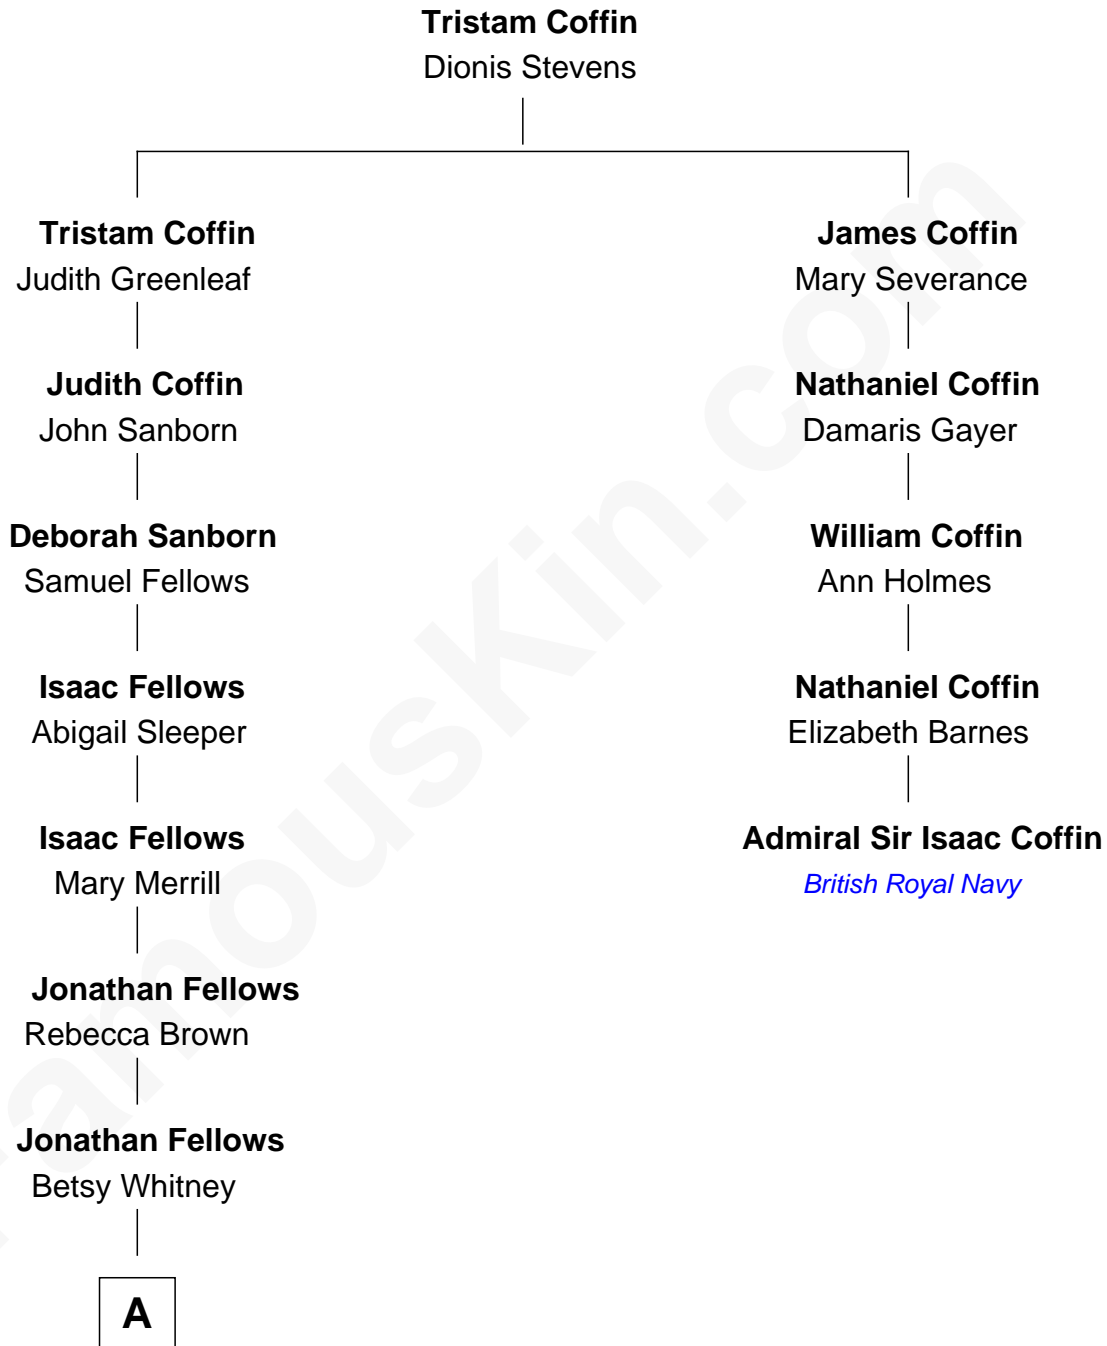 Tristam Coffin
Dionis Stevens
Tristam Coffin
Judith Greenleaf
Judith Coffin
John Sanborn
Deborah Sanborn
Samuel Fellows
Isaac Fellows
Abigail Sleeper
Isaac Fellows
Mary Merrill
Jonathan Fellows
Rebecca Brown
Jonathan Fellows
Betsy Whitney
A
James Coffin
Mary Severance
Nathaniel Coffin
Damaris Gayer
William Coffin
Ann Holmes
Nathaniel Coffin
Elizabeth Barnes
Admiral Sir Isaac Coffin
British Royal Navy
FamousKin.com